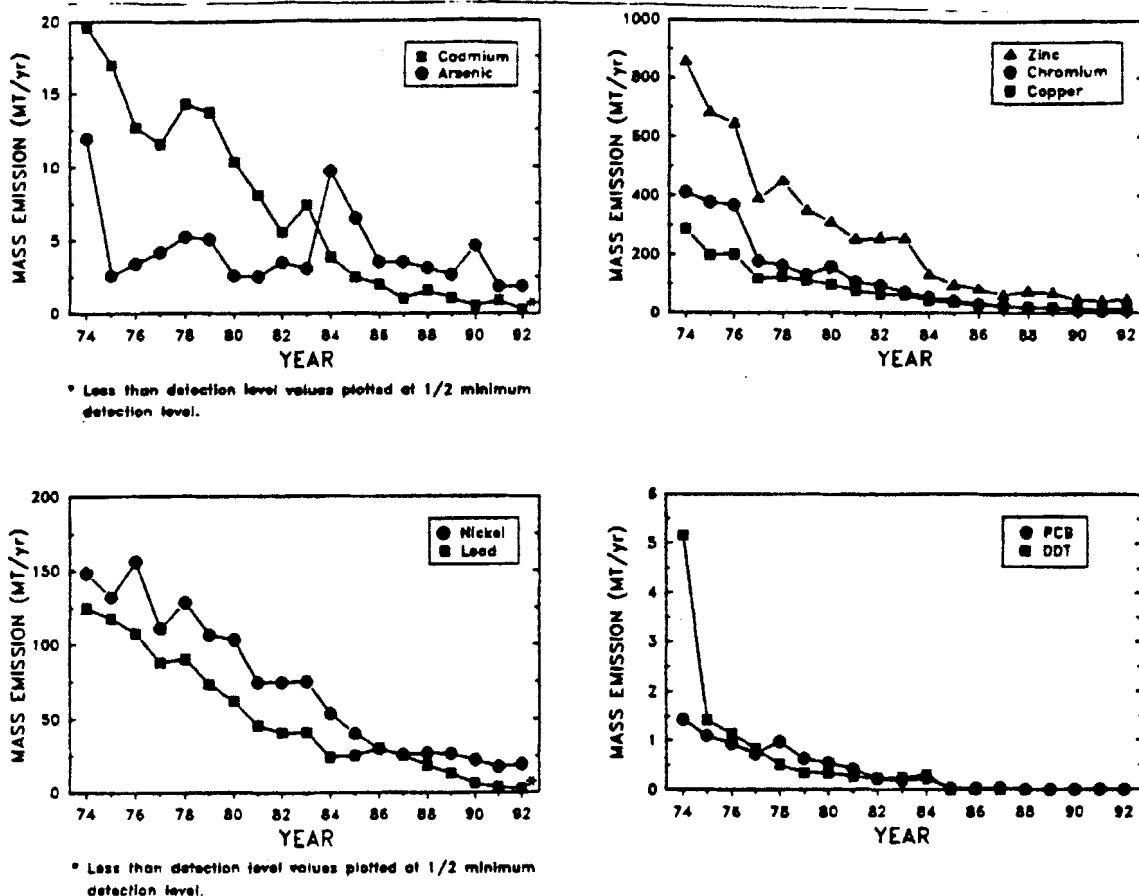 20
15
10
5
0
MASS EMISSION (MT/yr)
Cadmium
Arsenic
74 76 78 80 82 84 86 88 90 92
*
YEAR
* Less than detection level values plotted at 1/2 minimum
detection level.
1000
800
600
400
200
0
MASS EMISSION (MT/yr)
Zinc
Chromium
Copper
74 76 78 80 82 84 86 88 90 92
YEAR
200
150
100
50
0
MASS EMISSION (MT/yr)
Nickel
Lead
74 76 78 80 82 84 86 88 90 92
*
YEAR
* Less than detection level values plotted at 1/2 minimum
detection level.
6
5
4
3
2
1
0
MASS EMISSION (MT/yr)
PCB
DDT
74 76 78 80 82 84 86 88 90 92
YEAR